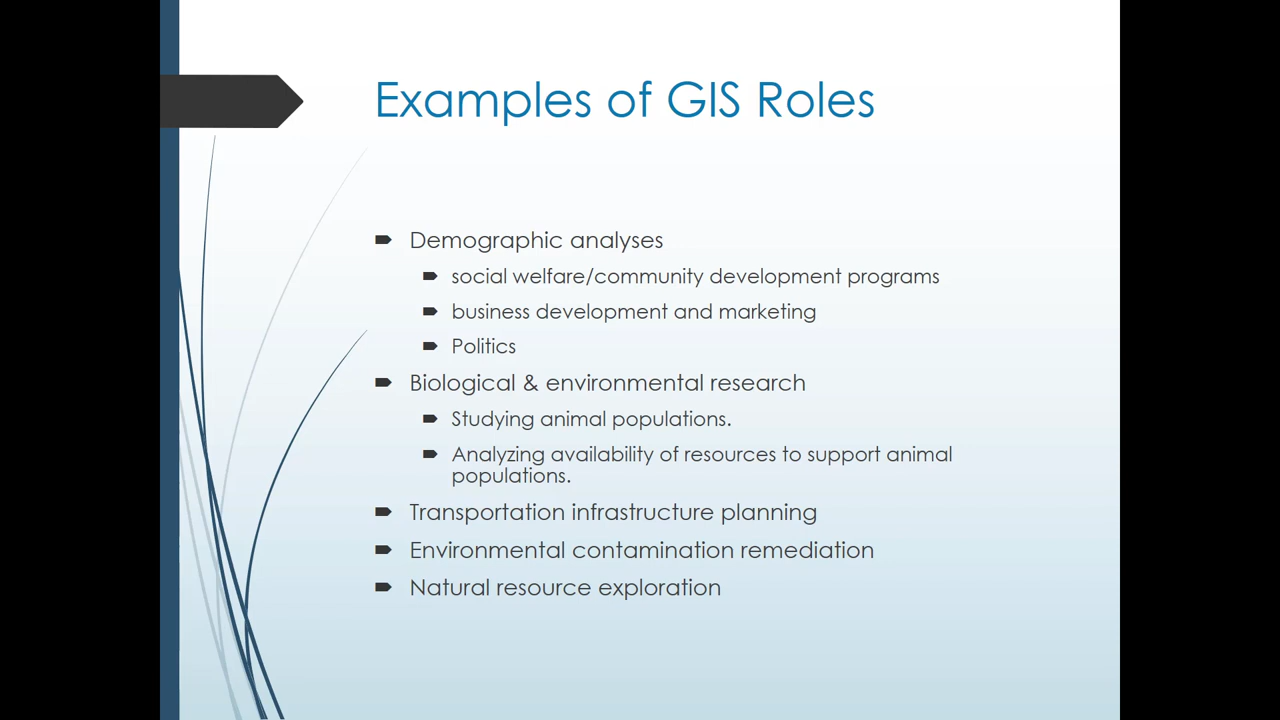 Examples of GIS Roles
Demographic analyses
social welfare/community development programs
business development and marketing
Politics
Biological & environmental research
Studying animal populations.
Analyzing availability of resources to support animal
populations.
Transportation infrastructure planning
Environmental contamination remediation
Natural resource exploration